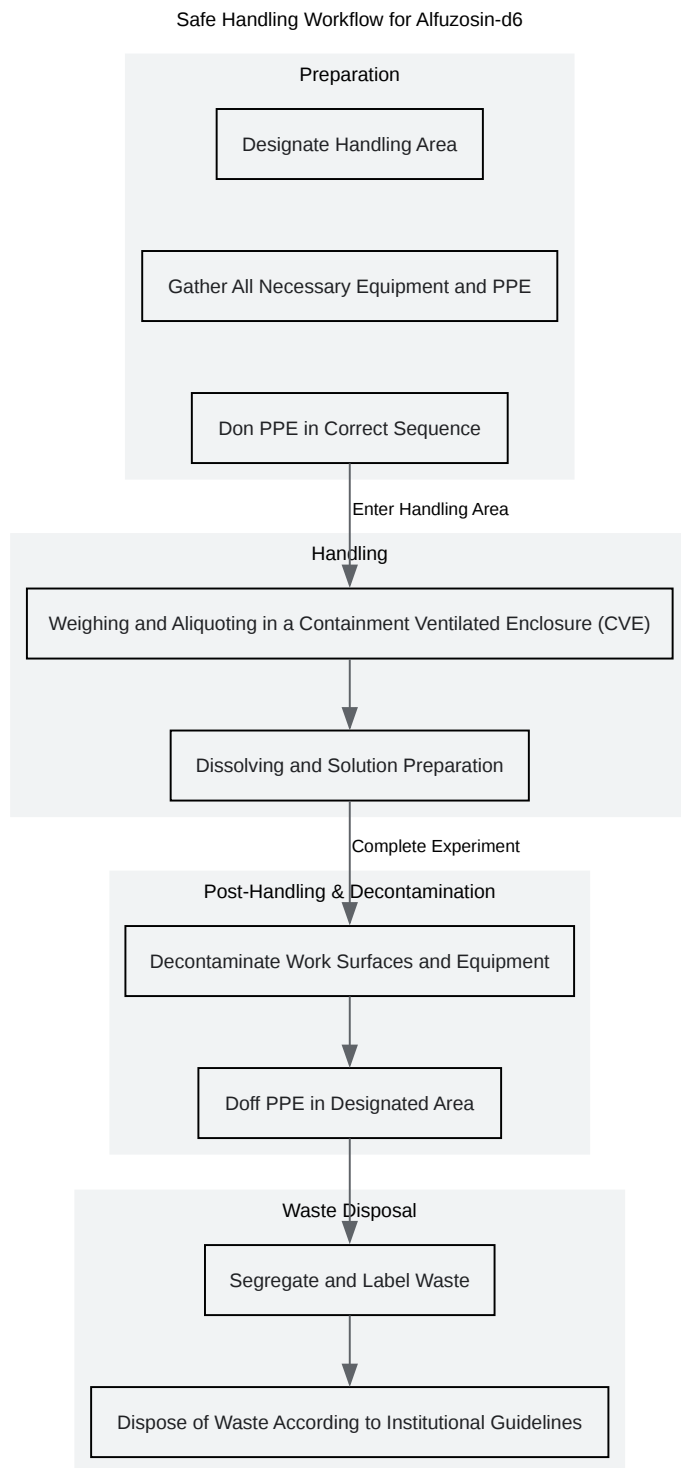 Safe Handling Workflow for Alfuzosin-d6
Preparation
Designate Handling Area
Gather All Necessary Equipment and PPE
Don PPE in Correct Sequence
Enter Handling Area
Handling
Weighing and Aliquoting in a Containment Ventilated Enclosure (CVE)
Dissolving and Solution Preparation
Complete Experiment
Post-Handling & Decontamination
Decontaminate Work Surfaces and Equipment
Doff PPE in Designated Area
Waste Disposal
Segregate and Label Waste
Dispose of Waste According to Institutional Guidelines